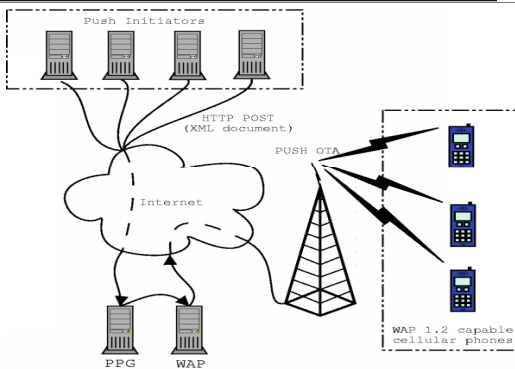 Push Initiators
HTTP POST
(XML document)
PUSH OTA
Internet
PPG
WAP
WAP 1.2 capable
cellular phones